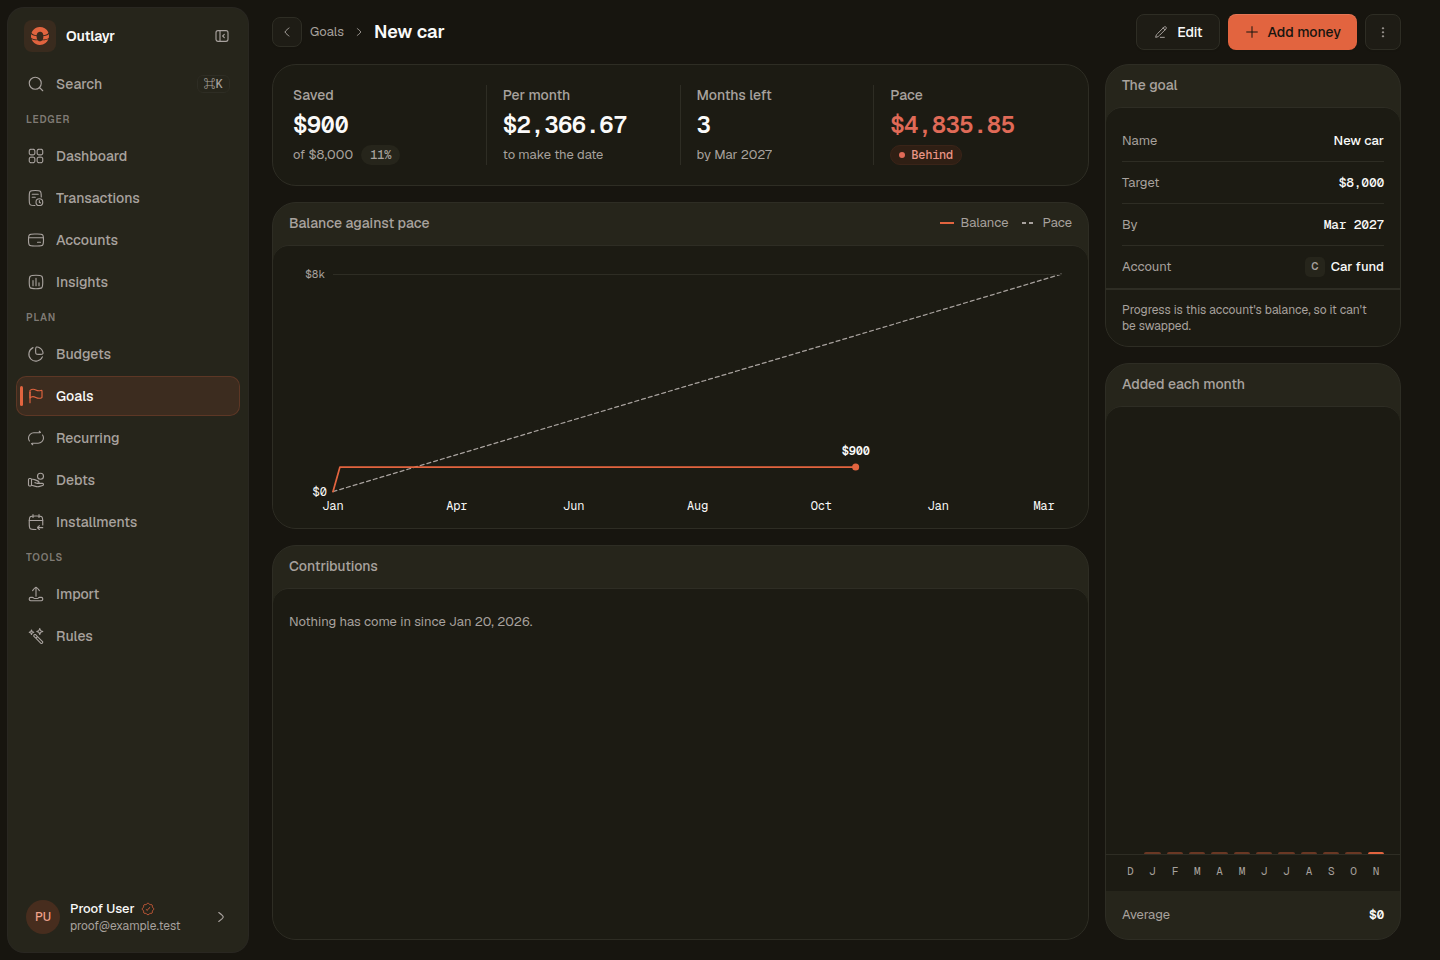 Outlayr
Search ⌘K
LEDGER
Dashboard
Transactions
Accounts
Insights
PLAN
Budgets
Goals
Recurring
Debts
Installments
TOOLS
Import
Rules
PU
Proof User
proof@example.test
Goals
New car
Edit
Add money
Saved
$900
of $8,000 11%
Per month
$2,366.67
to make the date
Months left
3
by Mar 2027
Pace
$4,835.85
Behind
Balance against pace
Balance Pace
$8k
$900
$0
Jan Apr Jun Aug Oct Jan Mar
Contributions
Nothing has come in since Jan 20, 2026.
The goal
Name New car
Target $8,000
By Mar 2027
Account C Car fund
Progress is this account's balance, so it can't
be swapped.
Added each month
D J F M A M J J A S O N
Average $0